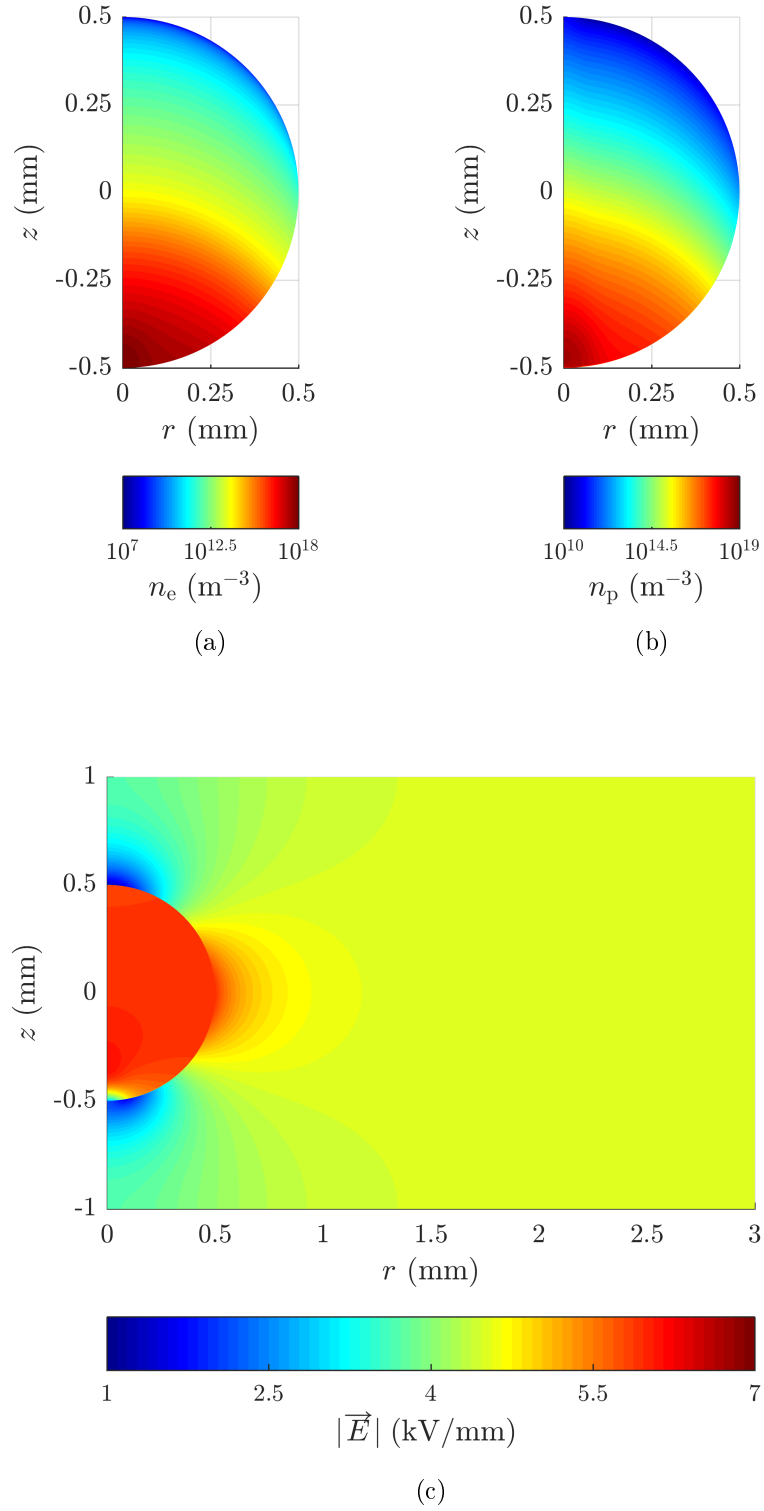 0.5 0.5
0.25 0.25
z (mm) 0 z (mm) 0
-0.25 -0.25
-0.5 -0.5
0 0.25 0.5 0 0.25 0.5
r (mm) r (mm)
10^7 10^12.5 10^18 10^10 10^14.5 10^19
n_e (m^−3) n_p (m^−3)
(a) (b)
1
0.5
z (mm) 0
-0.5
-1
0 0.5 1 1.5 2 2.5 3
r (mm)
1 2.5 4 5.5 7
|E⃗| (kV/mm)
(c)